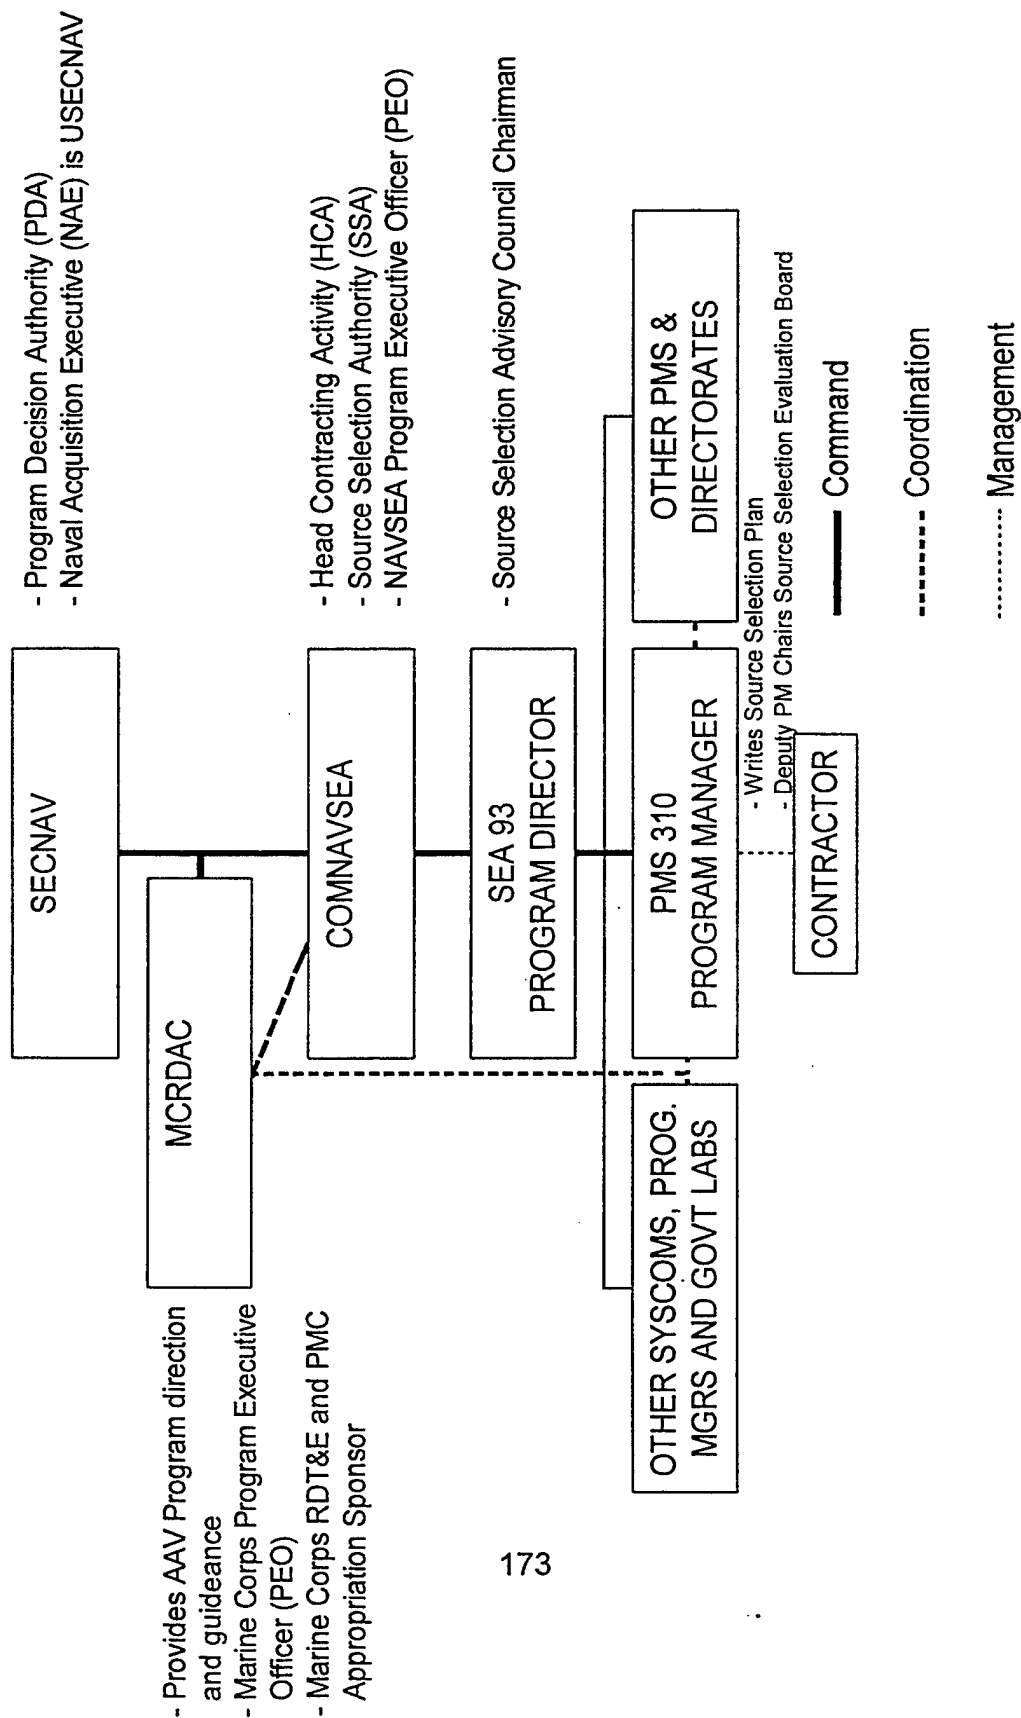 SECNAV
- Program Decision Authority (PDA)
- Naval Acquisition Executive (NAE) is USECNAV
MCRDAC
- Provides AAV Program direction
and guideance
- Marine Corps Program Executive
Officer (PEO)
- Marine Corps RDT&E and PMC
Appropriation Sponsor
COMNAVSEA
- Head Contracting Activity (HCA)
- Source Selection Authority (SSA)
- NAVSEA Program Executive Officer (PEO)
SEA 93
PROGRAM DIRECTOR
- Source Selection Advisory Council Chairman
OTHER SYSCOMS, PROG.
MGRS AND GOVT LABS
PMS 310
PROGRAM MANAGER
OTHER PMS &
DIRECTORATES
- Writes Source Selection Plan
- Deputy PM Chairs Source Selection Evaluation Board
CONTRACTOR
Command
Coordination
Management
173